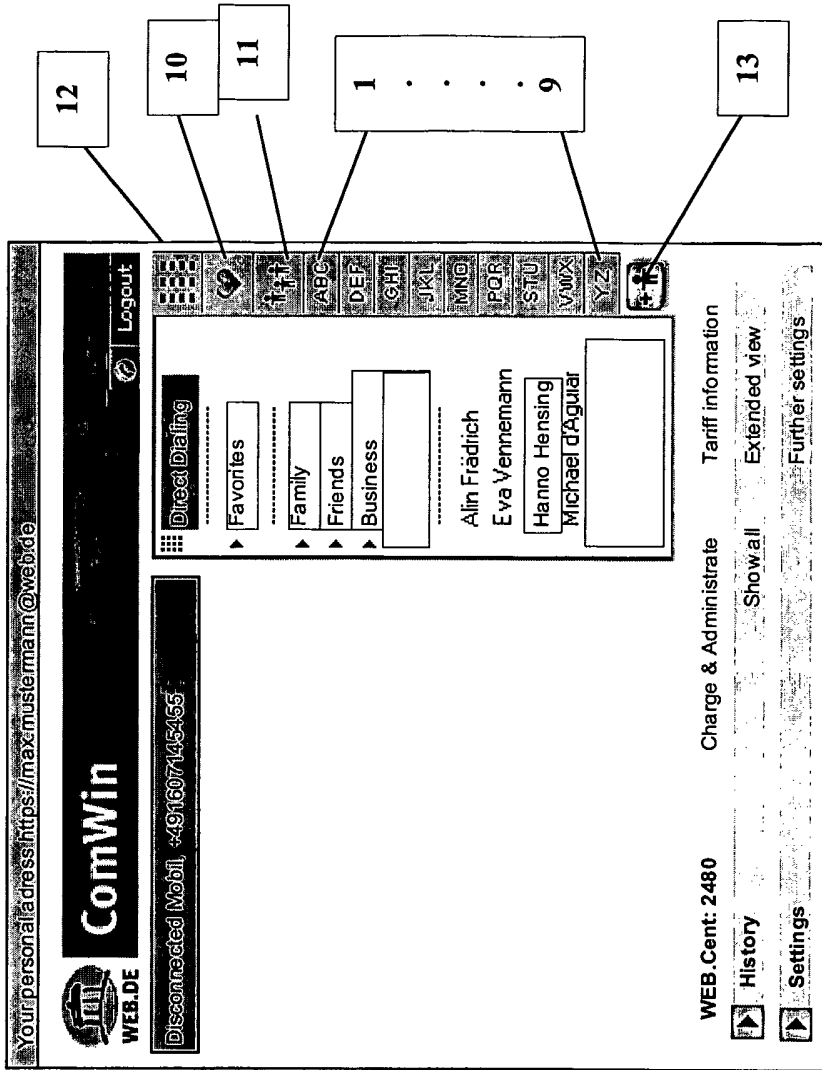 Your personal adress:https://max.mustermann@web.de
WEB.DE
ComWin
Logout
Disconnected Mobil, +491607145455
Direct Dialing
Favorites
Family
Friends
Business
Alin Frädrich
Eva Vennemann
Hanno Hensing
Michael d'Aguiar
ABC
DEF
GHI
JKL
MNO
PQR
STU
VWX
YZ
WEB.Cent: 2480
Charge & Administrate
Tariff information
History
Show all
Extended view
Settings
Further settings
12
10
11
1
9
13